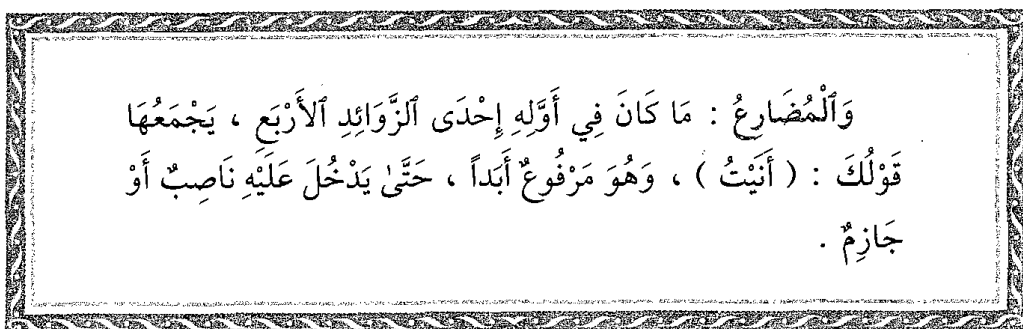 وَٱلْمُضَارِعُ : مَا كَانَ فِي أَوَّلِهِ إِحْدَى ٱلزَّوَائِدِ ٱلأَرْبَعِ ، يَجْمَعُهَا
قَوْلُكَ : ( أَنَيْتُ ) ، وَهُوَ مَرْفُوعٌ أَبَداً ، حَتَّىٰ يَدْخُلَ عَلَيْهِ نَاصِبٌ أَوْ
جَازِمٌ .